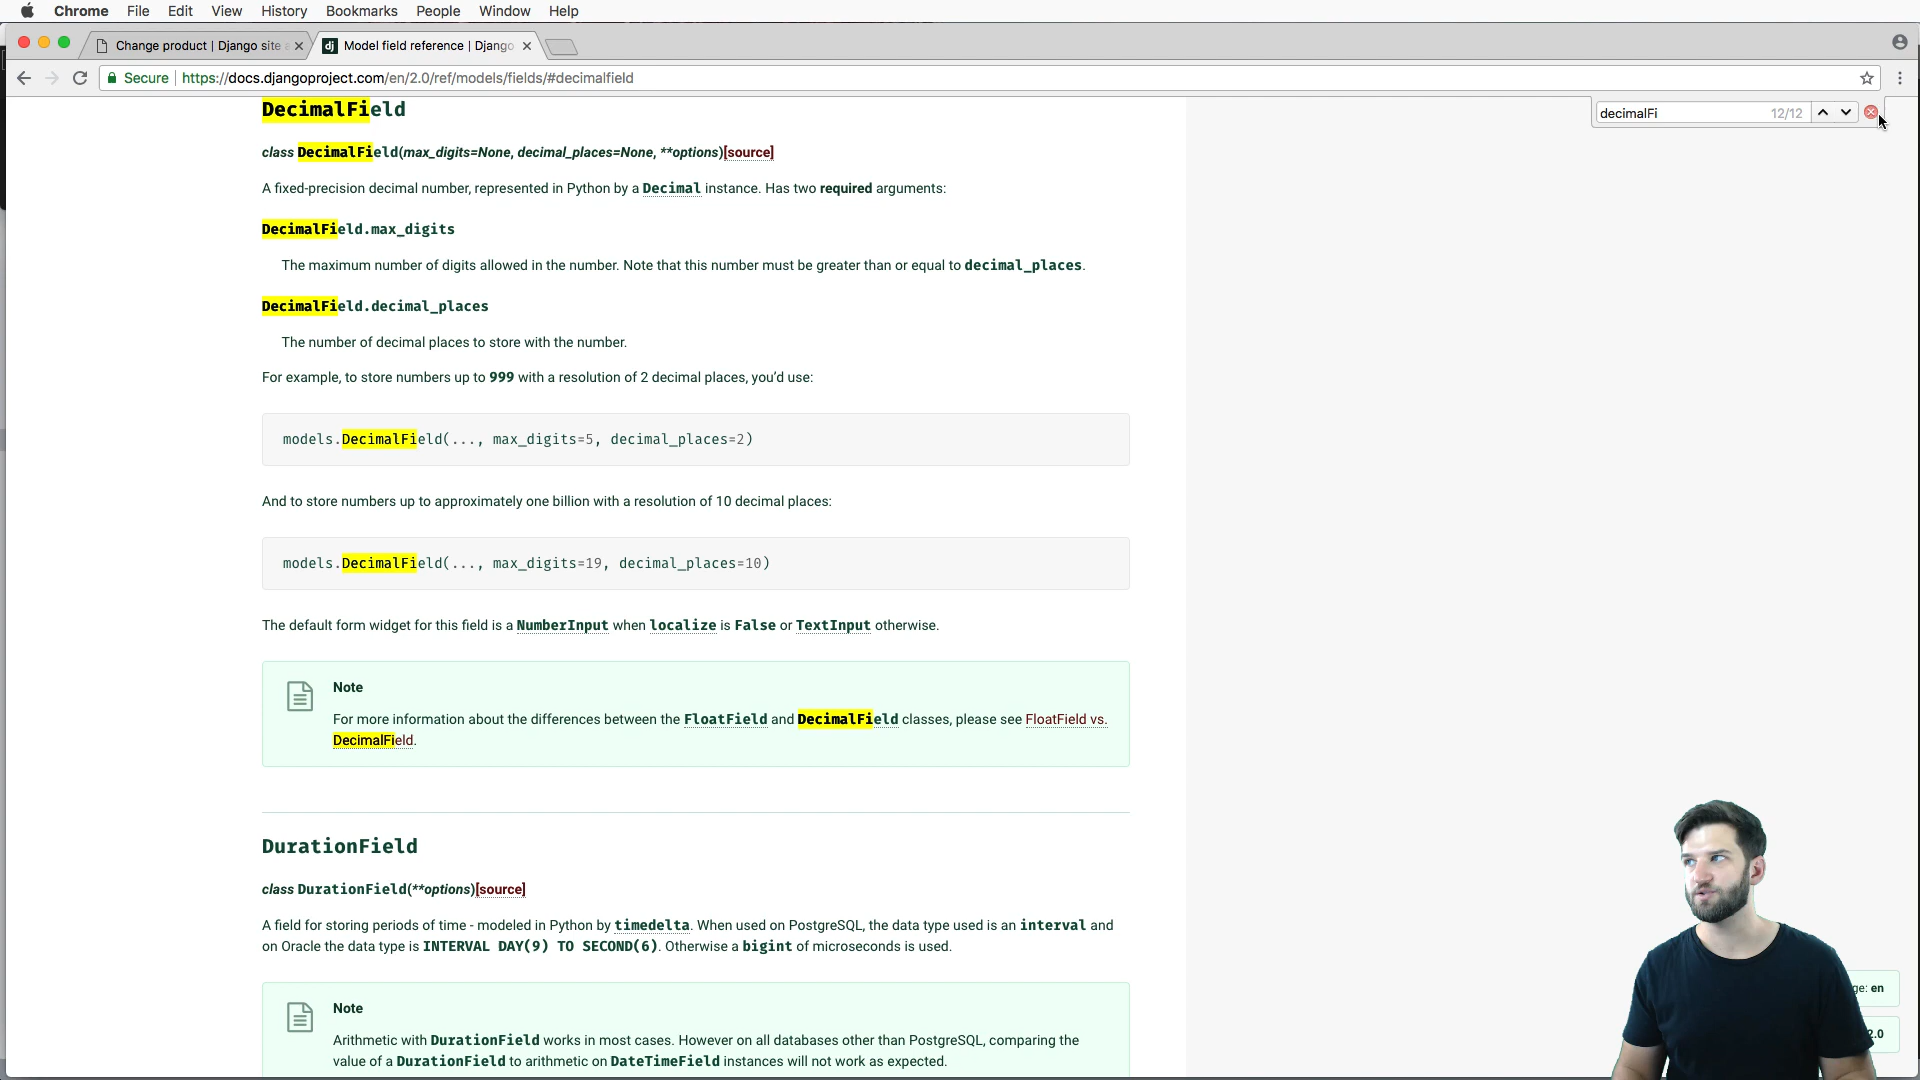 Chrome File Edit View History Bookmarks People Window Help
Change product | Django site
Model field reference | Django
Secure https://docs.djangoproject.com/en/2.0/ref/models/fields/#decimalfield
decimalFi 12/12
DecimalField
class DecimalField(max_digits=None, decimal_places=None, **options)[source]
A fixed-precision decimal number, represented in Python by a Decimal instance. Has two required arguments:
DecimalField.max_digits
The maximum number of digits allowed in the number. Note that this number must be greater than or equal to decimal_places.
DecimalField.decimal_places
The number of decimal places to store with the number.
For example, to store numbers up to 999 with a resolution of 2 decimal places, you'd use:
models.DecimalField(..., max_digits=5, decimal_places=2)
And to store numbers up to approximately one billion with a resolution of 10 decimal places:
models.DecimalField(..., max_digits=19, decimal_places=10)
The default form widget for this field is a NumberInput when localize is False or TextInput otherwise.
Note
For more information about the differences between the FloatField and DecimalField classes, please see FloatField vs.
DecimalField.
DurationField
class DurationField(**options)[source]
A field for storing periods of time - modeled in Python by timedelta. When used on PostgreSQL, the data type used is an interval and
on Oracle the data type is INTERVAL DAY(9) TO SECOND(6). Otherwise a bigint of microseconds is used.
Note
Arithmetic with DurationField works in most cases. However on all databases other than PostgreSQL, comparing the
value of a DurationField to arithmetic on DateTimeField instances will not work as expected.
ge: en
2.0